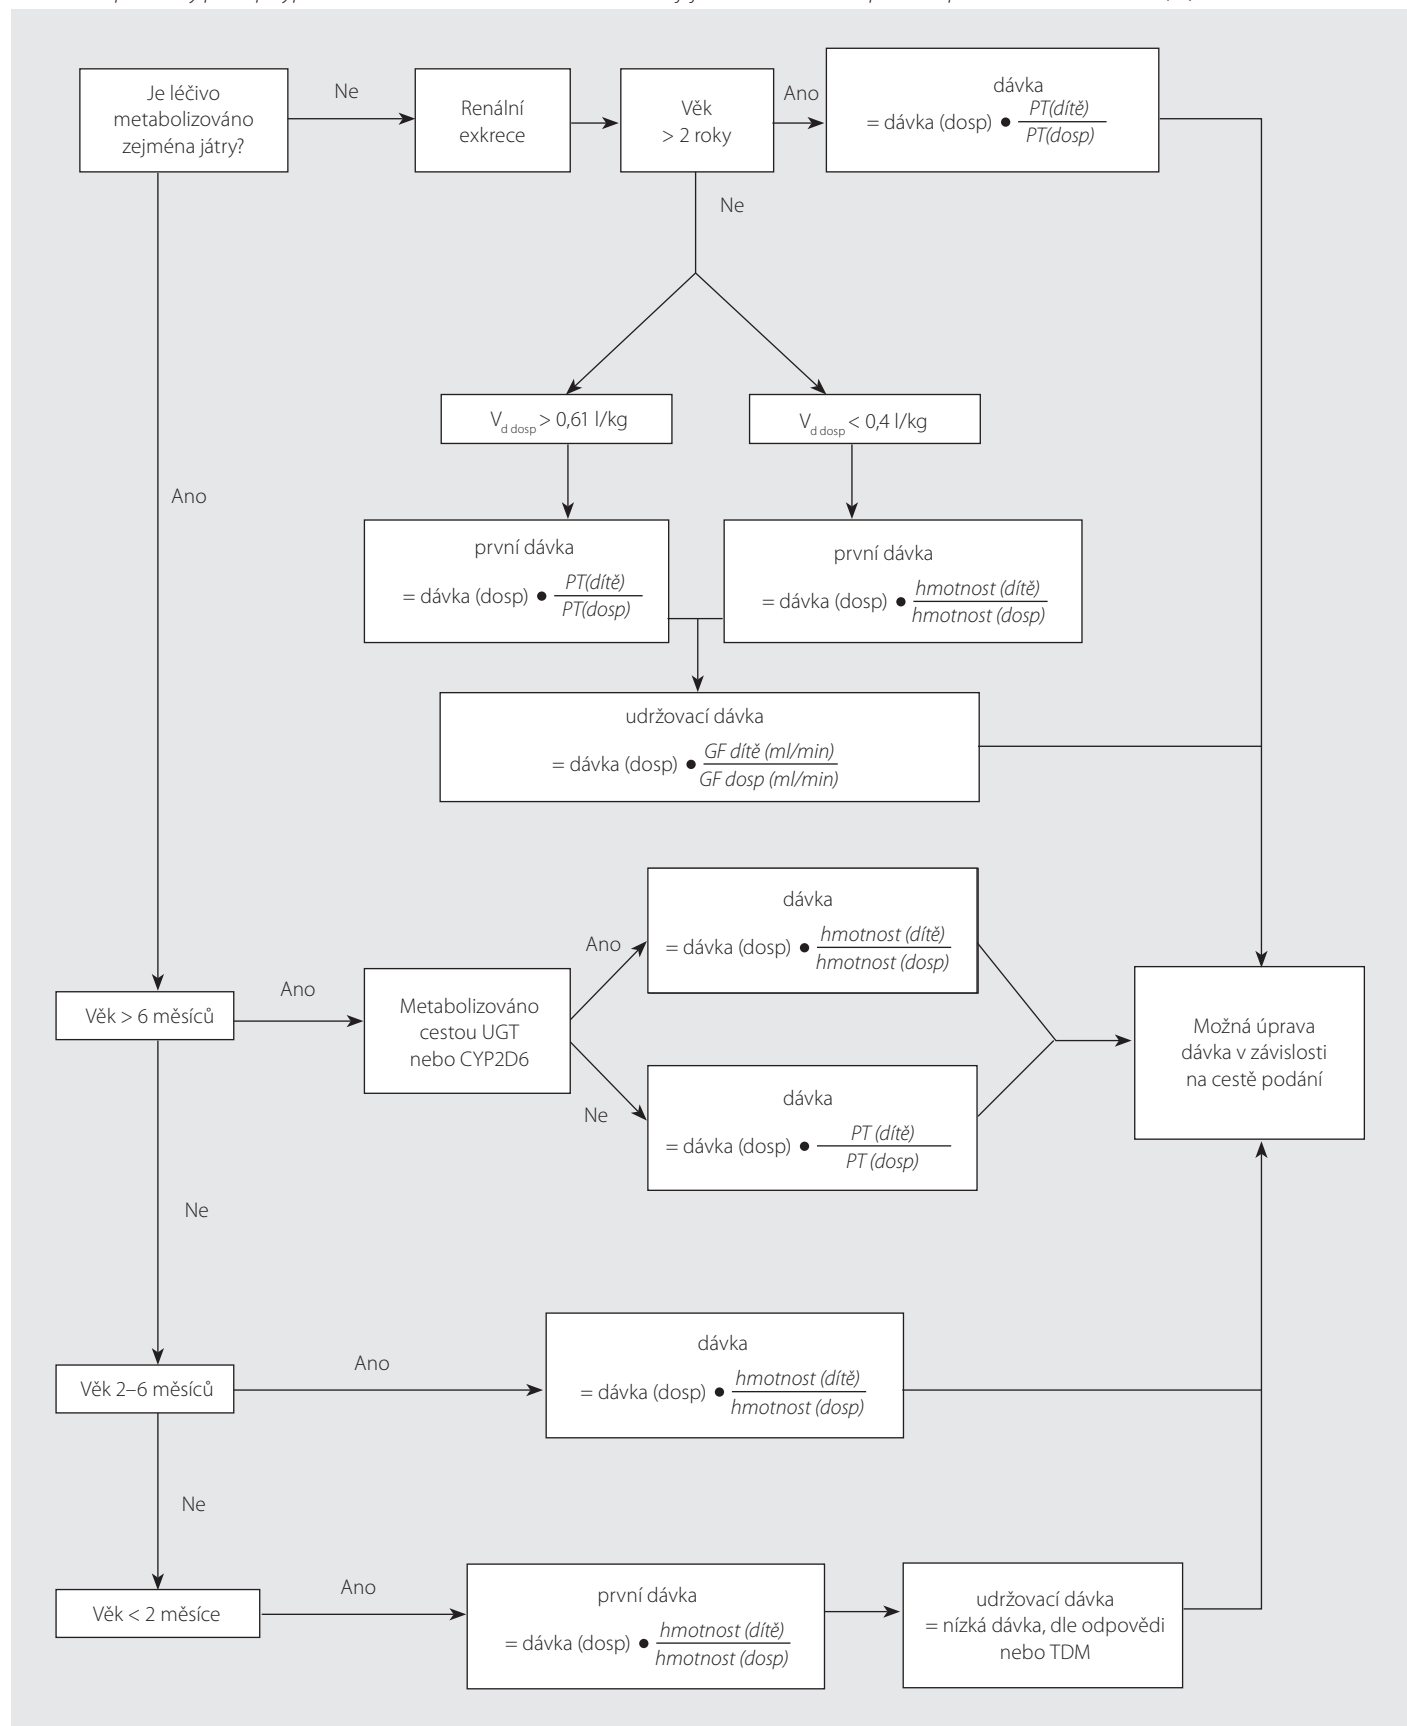 Je léčivo
metabolizováno
zejména játry?
Ne
Renální
exkrece
Věk
> 2 roky
Ano
dávka
= dávka (dosp) • PT(dítě)
PT(dosp)
Ne
V d dosp > 0,61 l/kg
V d dosp < 0,4 l/kg
Ano
první dávka
= dávka (dosp) • PT(dítě)
PT(dosp)
první dávka
= dávka (dosp) • hmotnost (dítě)
hmotnost (dosp)
udržovací dávka
= dávka (dosp) • GF dítě (ml/min)
GF dosp (ml/min)
Věk > 6 měsíců
Ano
Metabolizováno
cestou UGT
nebo CYP2D6
Ano
dávka
= dávka (dosp) • hmotnost (dítě)
hmotnost (dosp)
Ne
dávka
= dávka (dosp) • PT (dítě)
PT (dosp)
Možná úprava
dávka v závislosti
na cestě podání
Ne
Věk 2–6 měsíců
Ano
dávka
= dávka (dosp) • hmotnost (dítě)
hmotnost (dosp)
Ne
Věk < 2 měsíce
Ano
první dávka
= dávka (dosp) • hmotnost (dítě)
hmotnost (dosp)
udržovací dávka
= nízká dávka, dle odpovědi
nebo TDM